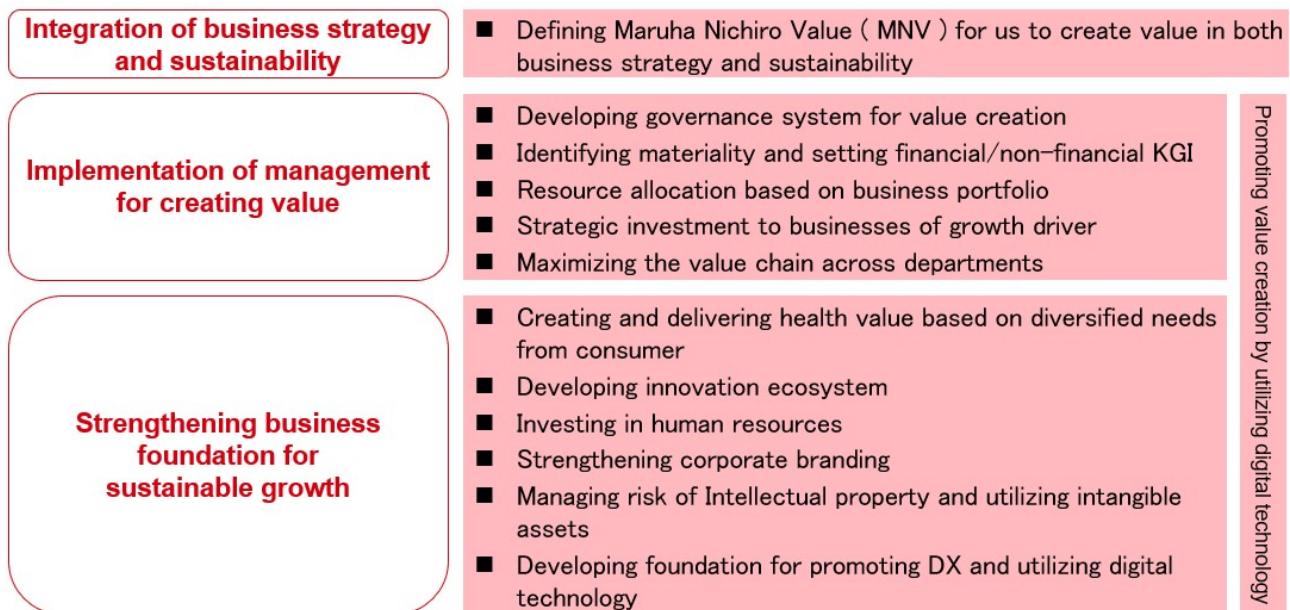 Integration of business strategy
and sustainability
■ Defining Maruha Nichiro Value ( MNV ) for us to create value in both
business strategy and sustainability
Implementation of management
for creating value
■ Developing governance system for value creation
■ Identifying materiality and setting financial/non-financial KGI
■ Resource allocation based on business portfolio
■ Strategic investment to businesses of growth driver
■ Maximizing the value chain across departments
Strengthening business
foundation for
sustainable growth
■ Creating and delivering health value based on diversified needs
from consumer
■ Developing innovation ecosystem
■ Investing in human resources
■ Strengthening corporate branding
■ Managing risk of Intellectual property and utilizing intangible
assets
■ Developing foundation for promoting DX and utilizing digital
technology
Promoting value creation by utilizing digital technology